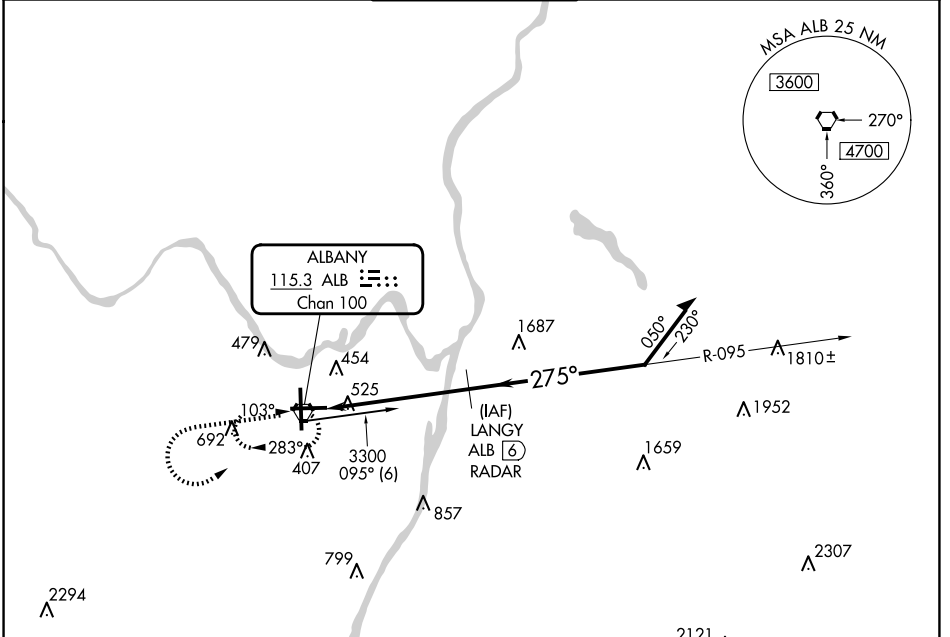 MSA ALB 25 NM
3600
270°
4700
360°
ALBANY
115.3 ALB
Chan 100
1687
050°
230°
R-095
1810±
479
454
275°
525
1952
103°
(IAF)
LANGY
ALB 6
RADAR
692
283°
407
3300
095° (6)
1659
857
799
2307
2294
2121